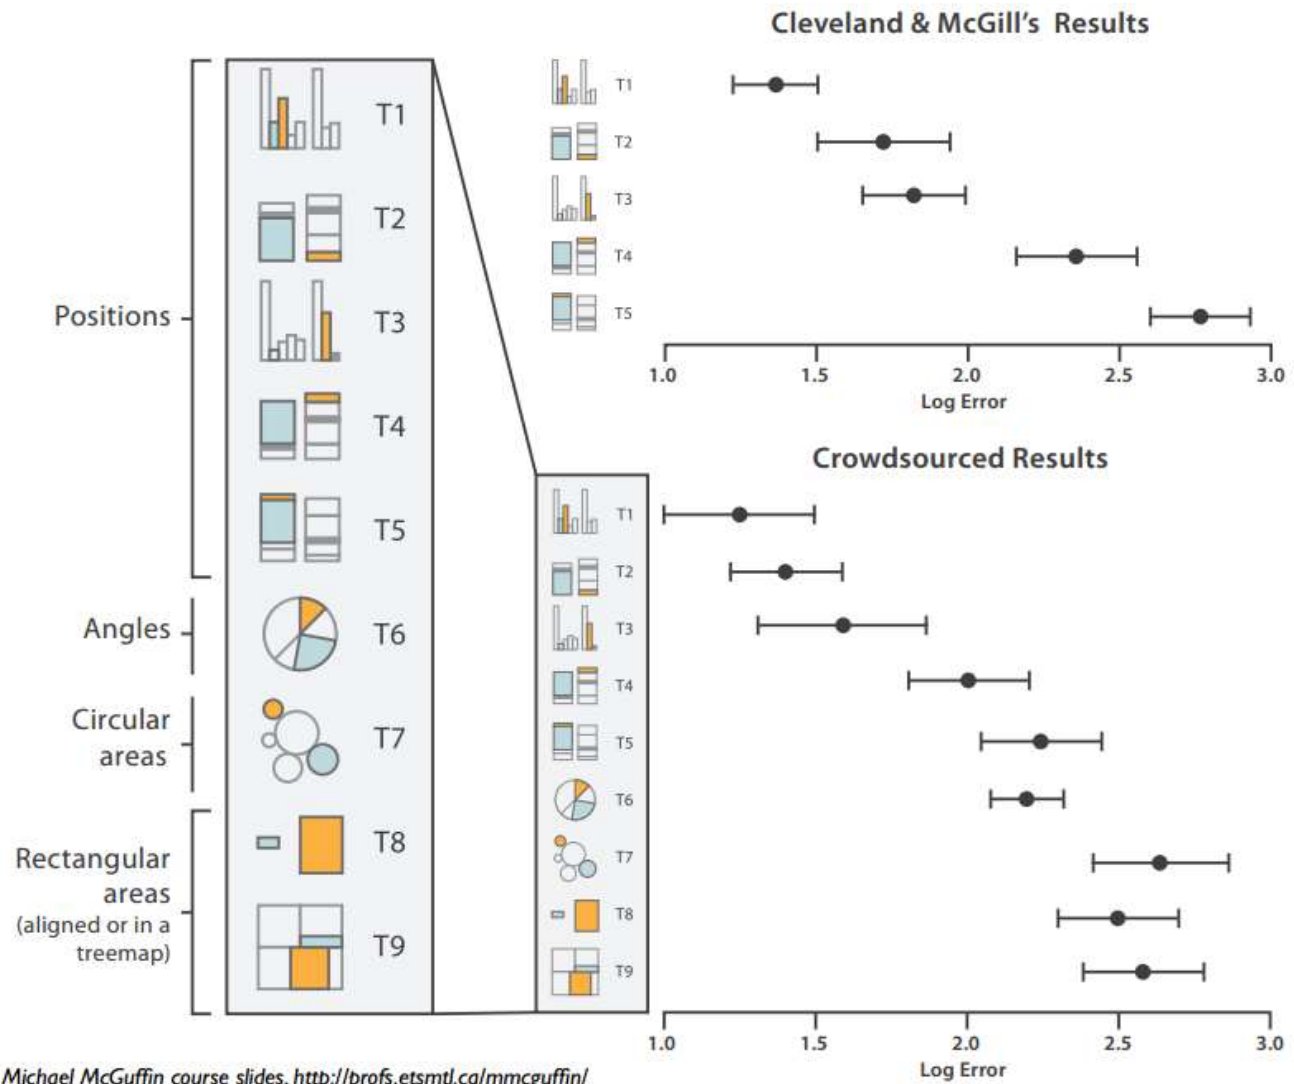 Cleveland & McGill's Results
T1
T2
T3
T4
T5
1.0 1.5 2.0 2.5 3.0
Log Error
Positions
Angles
Circular
areas
Rectangular
areas
(aligned or in a
treemap)
T1
T2
T3
T4
T5
T6
T7
T8
T9
Crowdsourced Results
T1
T2
T3
T4
T5
T6
T7
T8
T9
1.0 1.5 2.0 2.5 3.0
Log Error
Michael McGuffin course slides, http://profs.etsmtl.ca/mmcguffin/